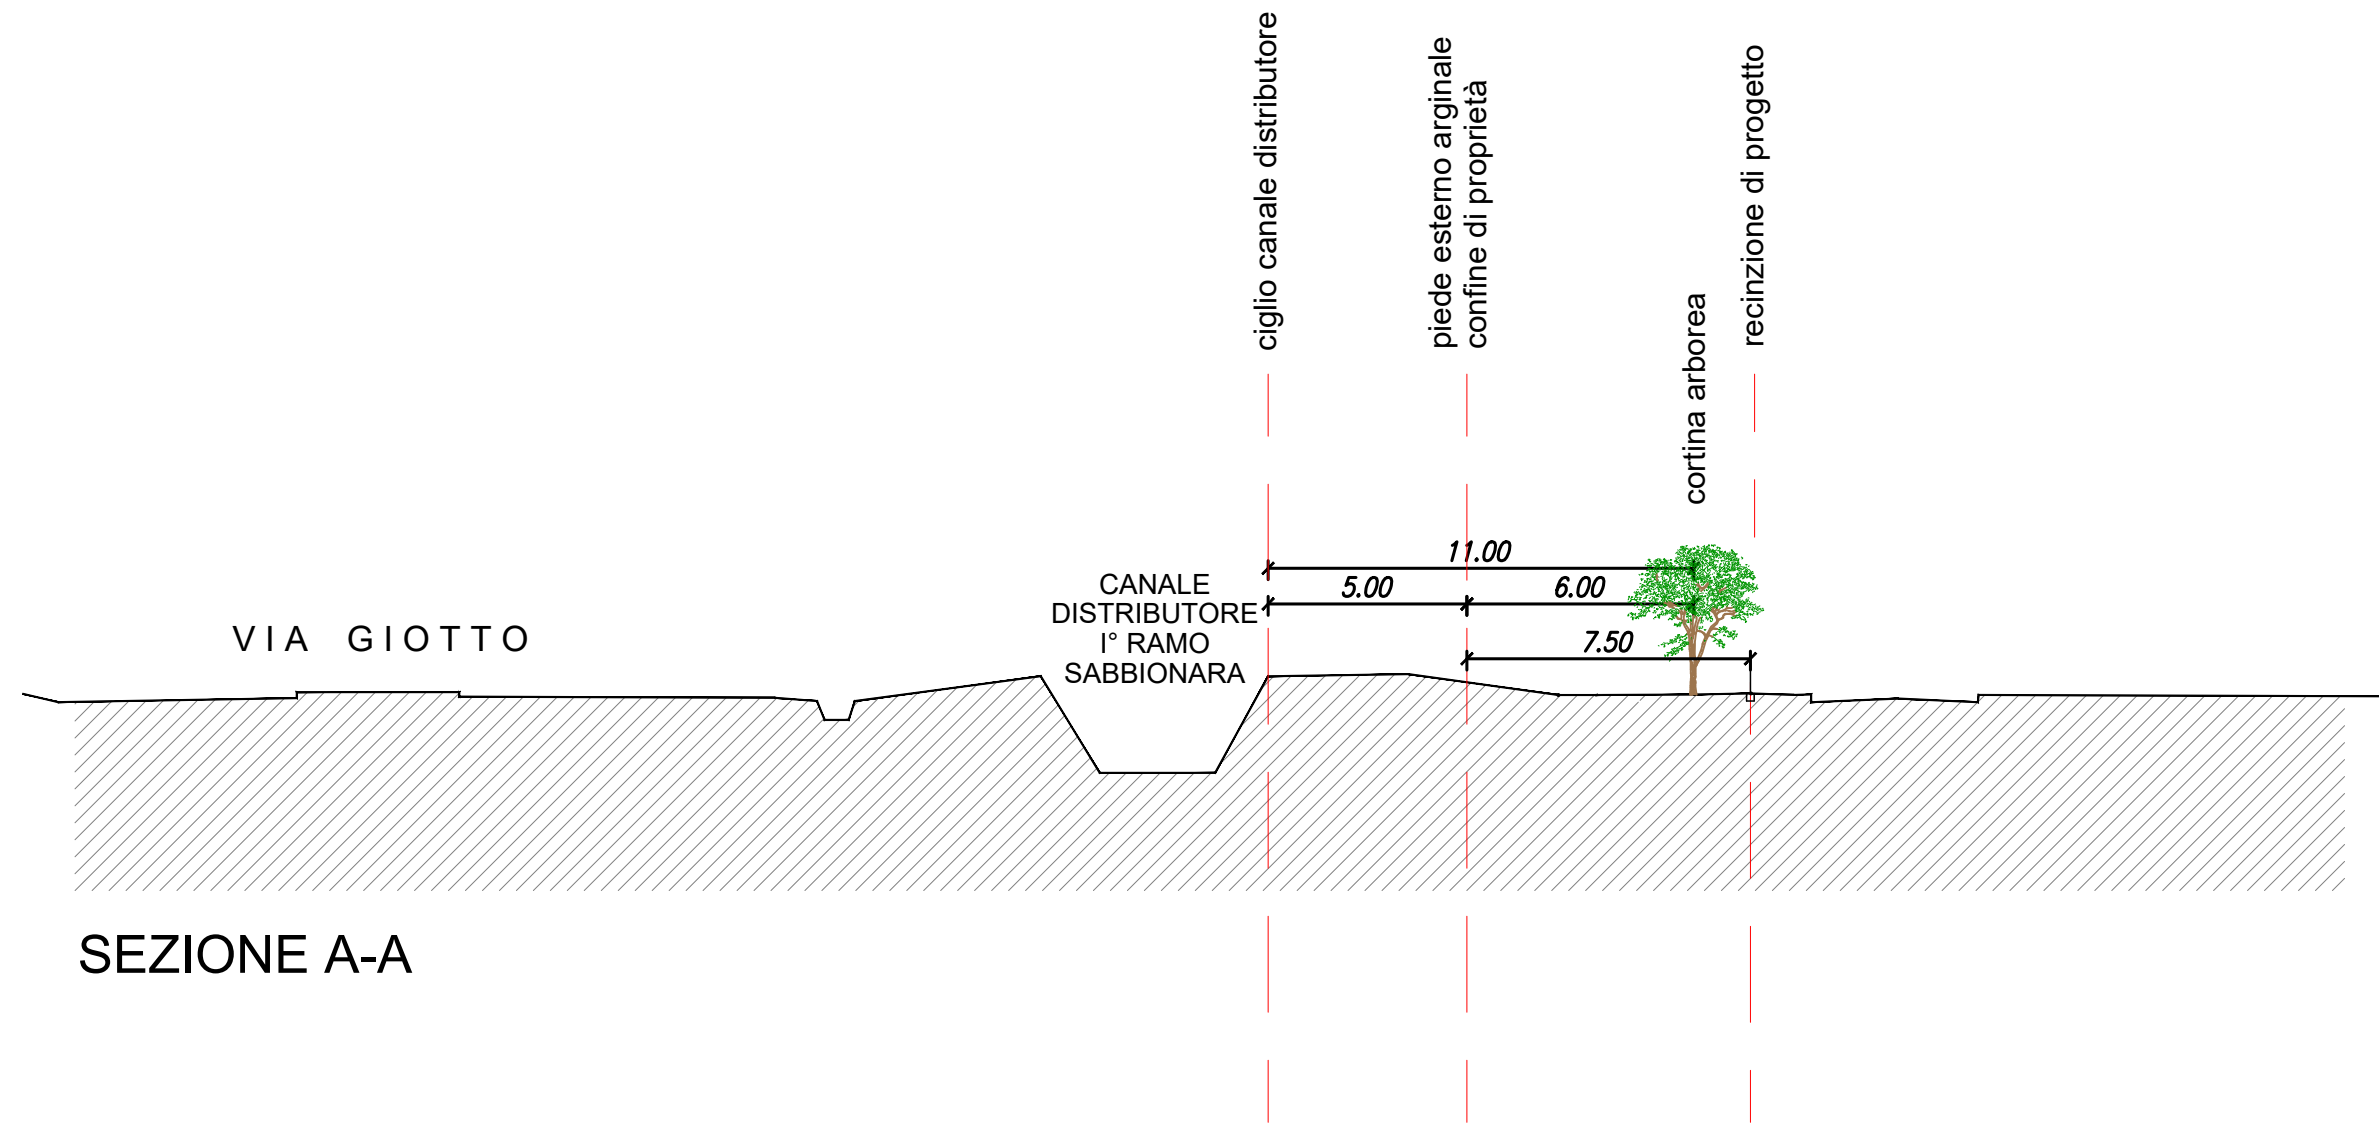 ciglio canale distributore
piede esterno arginale
confine di proprietà
cortina arborea
recinzione di progetto
11.00
5.00
6.00
7.50
CANALE
DISTRIBUTORE
I° RAMO
SABBIONARA
VIA GIOTTO
SEZIONE A-A